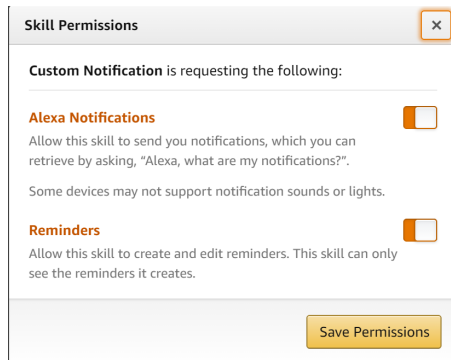 Skill Permissions
Custom Notification is requesting the following:
Alexa Notifications
Allow this skill to send you notifications, which you can
retrieve by asking, “Alexa, what are my notifications?”.
Some devices may not support notification sounds or lights.
Reminders
Allow this skill to create and edit reminders. This skill can only
see the reminders it creates.
Save Permissions